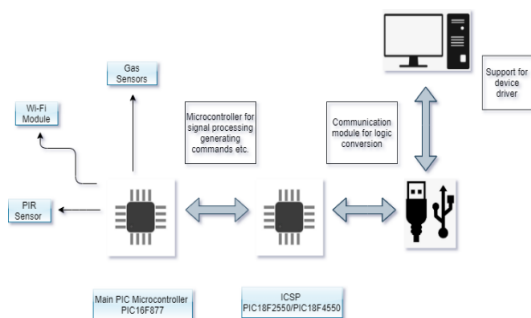 Gas
Sensors
Support for
device
driver
Wi-Fi
Module
Microcontroller for
signal processing
generating
commands etc.
Communication
module for logic
conversion
PIR
Sensor
Main PIC Microcontroller
PIC16F877
ICSP
PIC18F2550/PIC18F4550